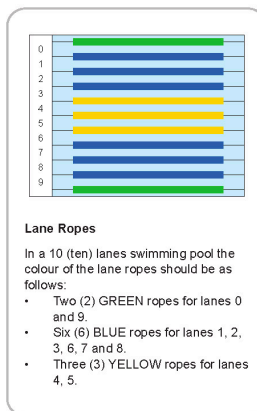 0
1
2
3
4
5
6
7
8
9
Lane Ropes
In a 10 (ten) lanes swimming pool the
colour of the lane ropes should be as
follows:
• Two (2) GREEN ropes for lanes 0
and 9.
• Six (6) BLUE ropes for lanes 1, 2,
3, 6, 7 and 8.
• Three (3) YELLOW ropes for lanes
4, 5.